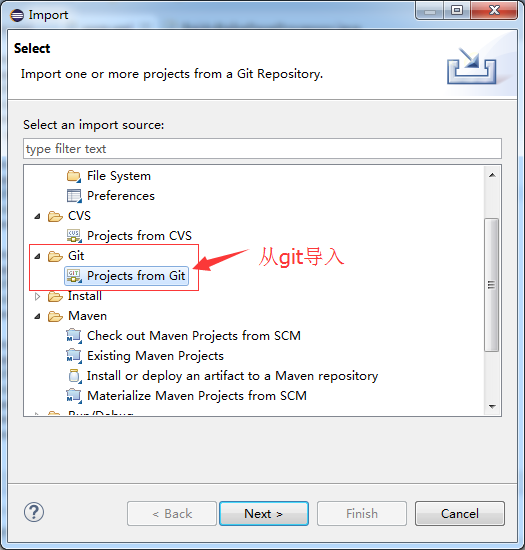 Import
Select
Import one or more projects from a Git Repository.
Select an import source:
type filter text
File System
Preferences
CVS
Projects from CVS
Git
Projects from Git
从git导入
Install
Maven
Check out Maven Projects from SCM
Existing Maven Projects
Install or deploy an artifact to a Maven repository
Materialize Maven Projects from SCM
Run/Debug
< Back
Next >
Finish
Cancel